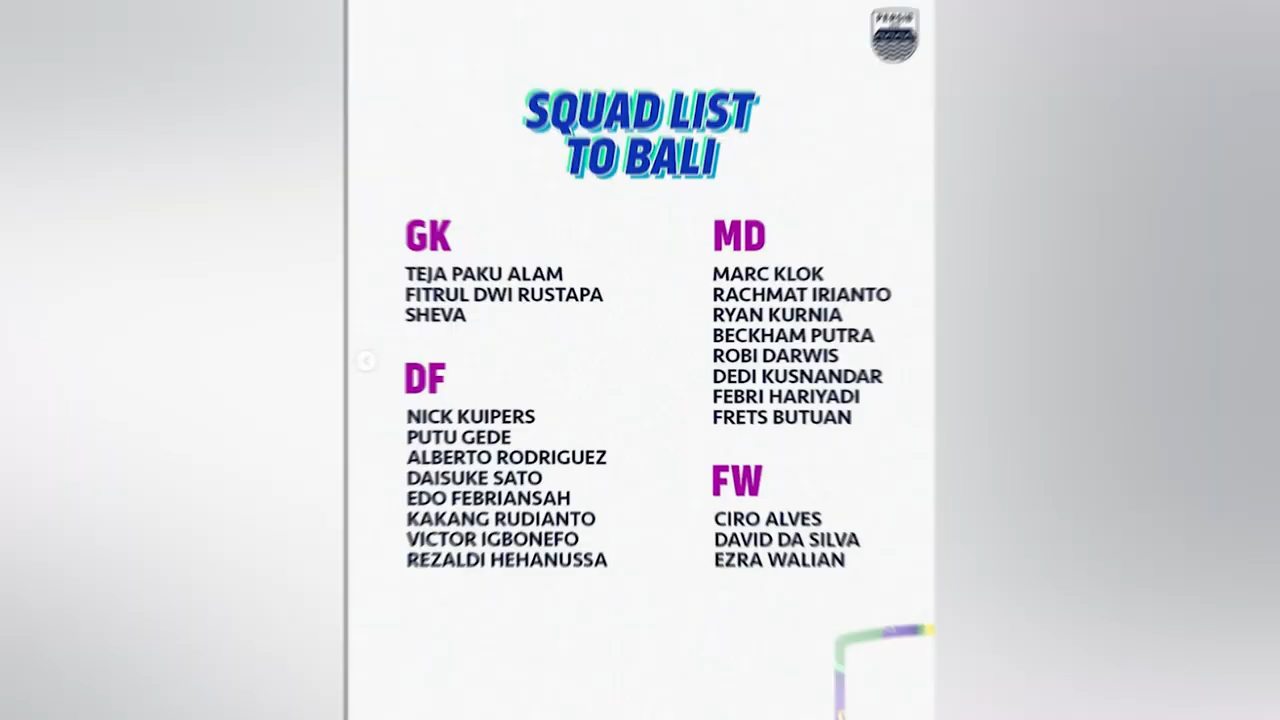 PERSIB
SQUAD LIST
TO BALI
GK
TEJA PAKU ALAM
FITRUL DWI RUSTAPA
SHEVA
DF
NICK KUIPERS
PUTU GEDE
ALBERTO RODRIGUEZ
DAISUKE SATO
EDO FEBRIANSAH
KAKANG RUDIANTO
VICTOR IGBONEFO
REZALDI HEHANUSSA
MD
MARC KLOK
RACHMAT IRIANTO
RYAN KURNIA
BECKHAM PUTRA
ROBI DARWIS
DEDI KUSNANDAR
FEBRI HARIYADI
FRETS BUTUAN
FW
CIRO ALVES
DAVID DA SILVA
EZRA WALIAN